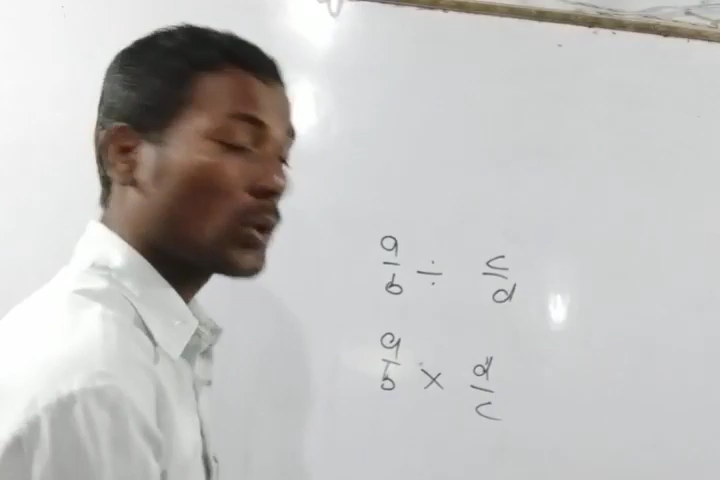 a/b ÷ c/d
a/b × d/c